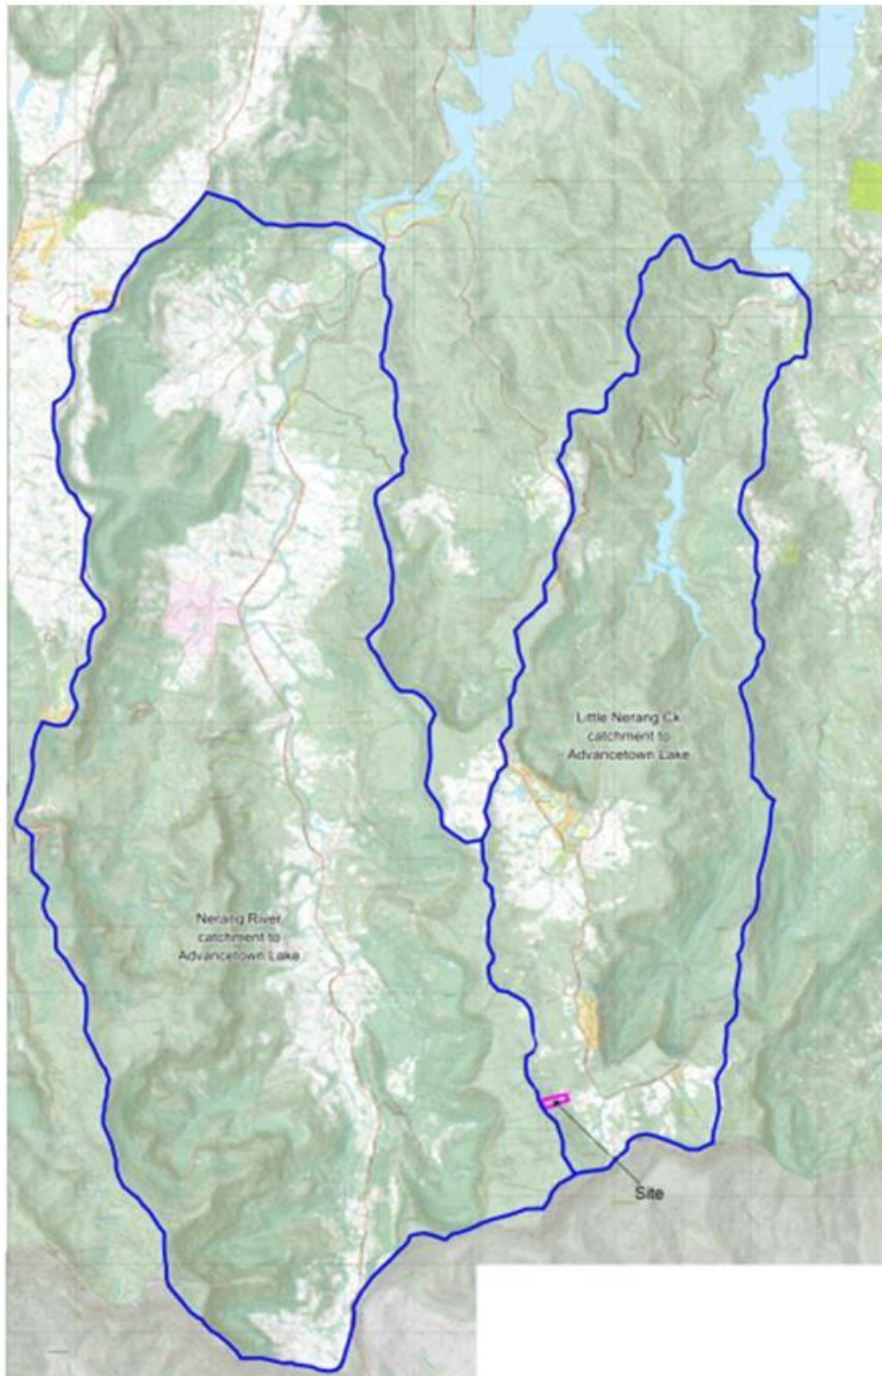 Little Nerang Ck
catchment to
Advancetown Lake
Nerang River
catchment to
Advancetown Lake
Site